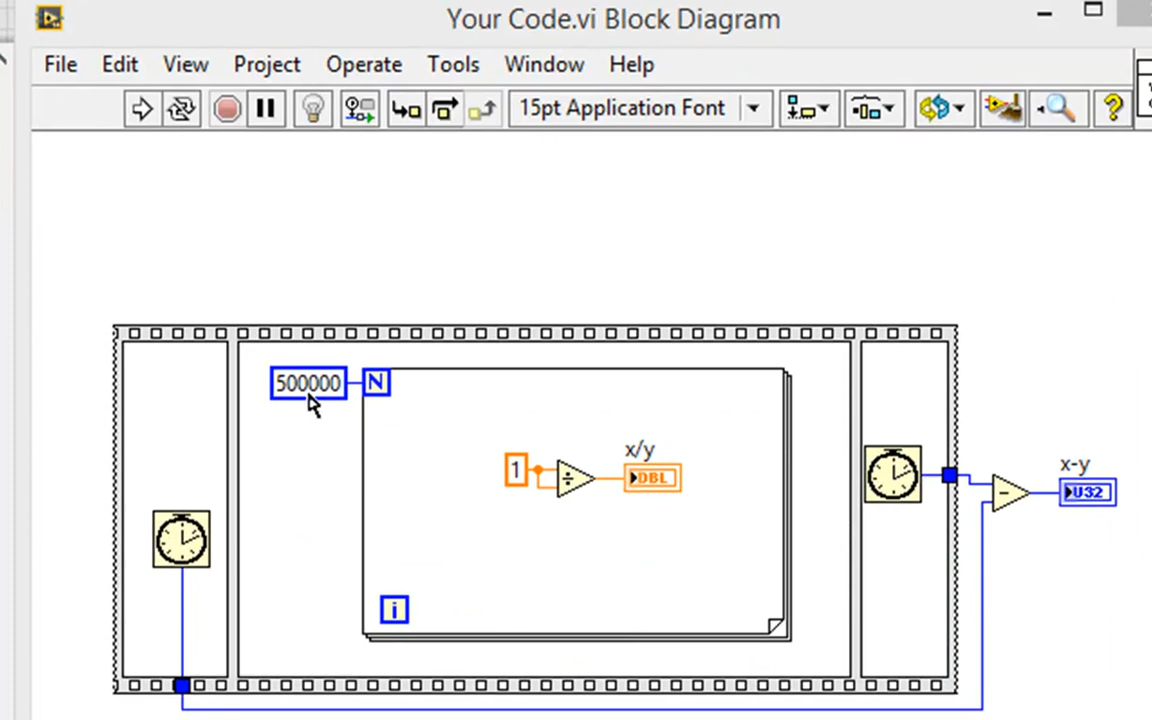 Your Code.vi Block Diagram
File Edit View Project Operate Tools Window Help
15pt Application Font
500000
N
1
x/y
DBL
i
x-y
U32